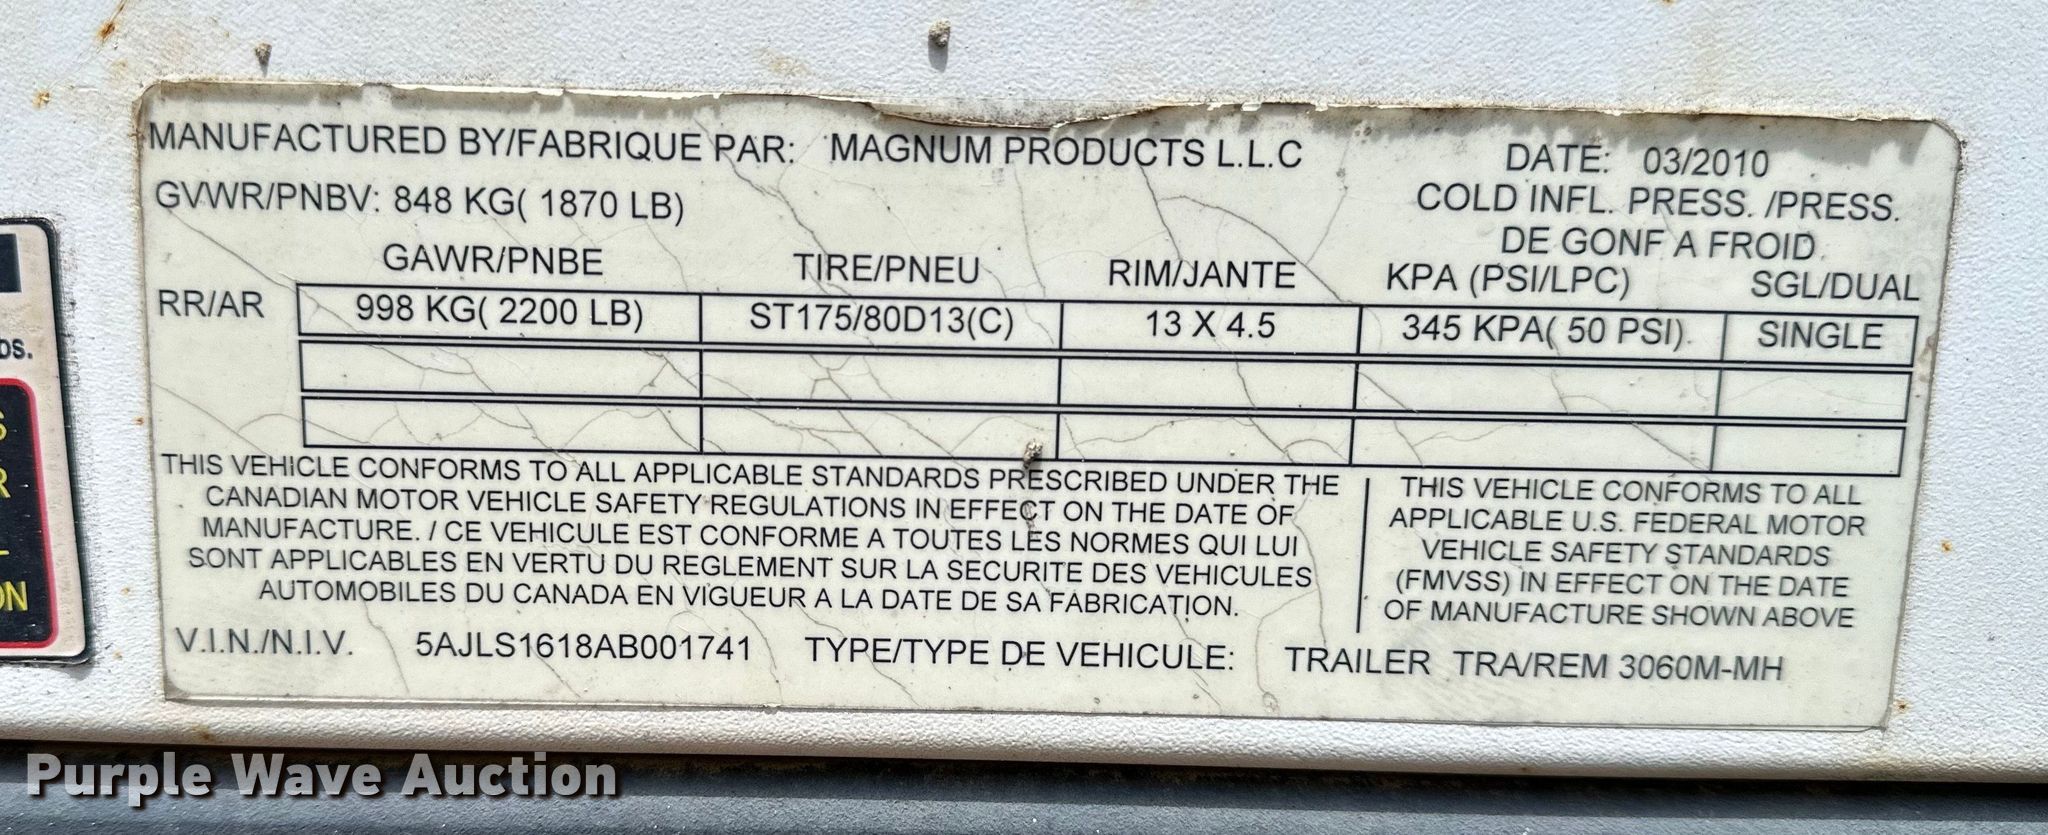 MANUFACTURED BY/FABRIQUE PAR: MAGNUM PRODUCTS L.L.C
DATE: 03/2010
GVWR/PNBV: 848 KG( 1870 LB)
COLD INFL. PRESS. /PRESS.
DE GONF A FROID
GAWR/PNBE TIRE/PNEU RIM/JANTE KPA (PSI/LPC) SGL/DUAL
RR/AR 998 KG( 2200 LB) ST175/80D13(C) 13 X 4.5 345 KPA( 50 PSI) SINGLE
THIS VEHICLE CONFORMS TO ALL APPLICABLE STANDARDS PRESCRIBED UNDER THE
CANADIAN MOTOR VEHICLE SAFETY REGULATIONS IN EFFECT ON THE DATE OF
MANUFACTURE. / CE VEHICULE EST CONFORME A TOUTES LES NORMES QUI LUI
SONT APPLICABLES EN VERTU DU REGLEMENT SUR LA SECURITE DES VEHICULES
AUTOMOBILES DU CANADA EN VIGUEUR A LA DATE DE SA FABRICATION.
THIS VEHICLE CONFORMS TO ALL
APPLICABLE U.S. FEDERAL MOTOR
VEHICLE SAFETY STANDARDS
(FMVSS) IN EFFECT ON THE DATE
OF MANUFACTURE SHOWN ABOVE
V.I.N./N.I.V. 5AJLS1618AB001741 TYPE/TYPE DE VEHICULE: TRAILER TRA/REM 3060M-MH
Purple Wave Auction